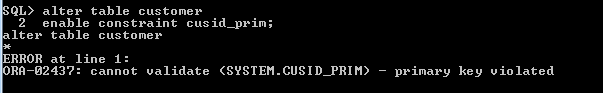 SQL> alter table customer
  2  enable constraint cusid_prim;
alter table customer
*
ERROR at line 1:
ORA-02437: cannot validate (SYSTEM.CUSID_PRIM) - primary key violated